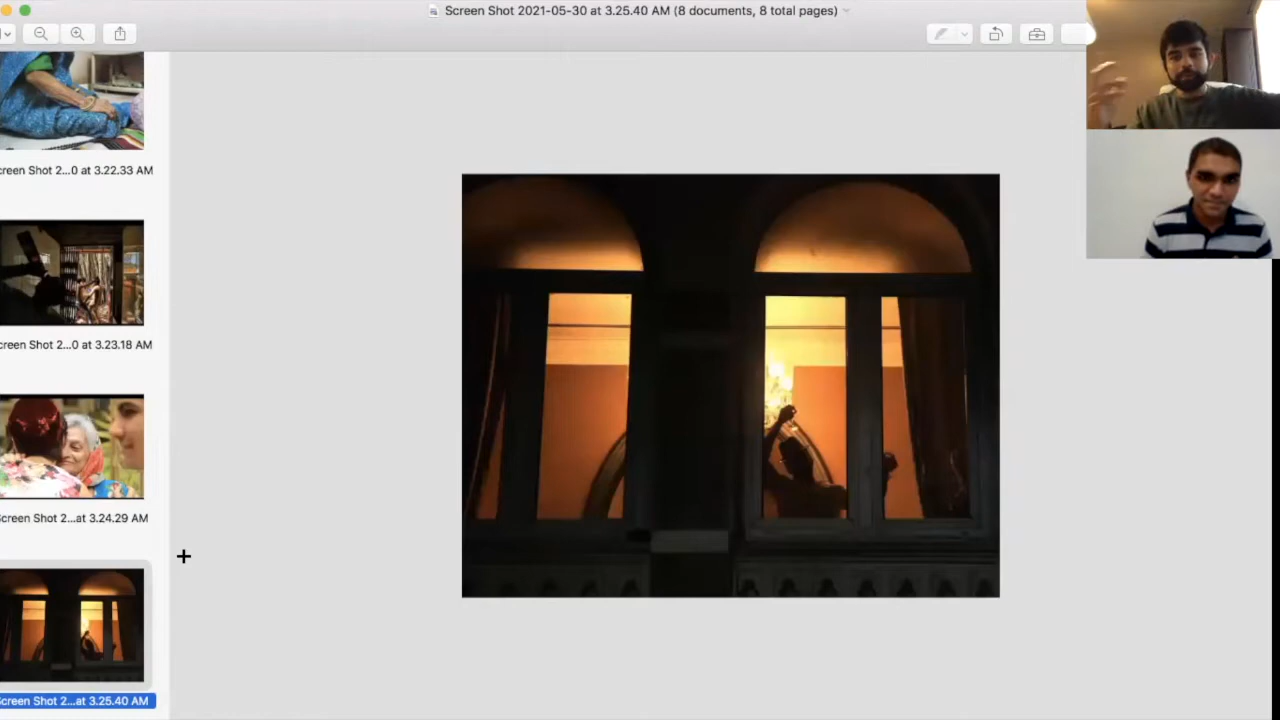 Screen Shot 2021-05-30 at 3.25.40 AM (8 documents, 8 total pages)
creen Shot 2...0 at 3.22.33 AM
creen Shot 2...0 at 3.23.18 AM
Screen Shot 2...at 3.24.29 AM
Screen Shot 2...at 3.25.40 AM